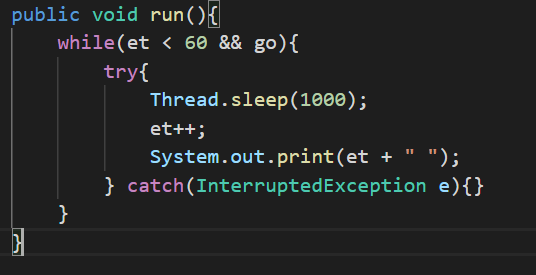 public void run(){
while(et < 60 && go){
try{
Thread.sleep(1000);
et++;
System.out.print(et + " ");
} catch(InterruptedException e){}
}
}